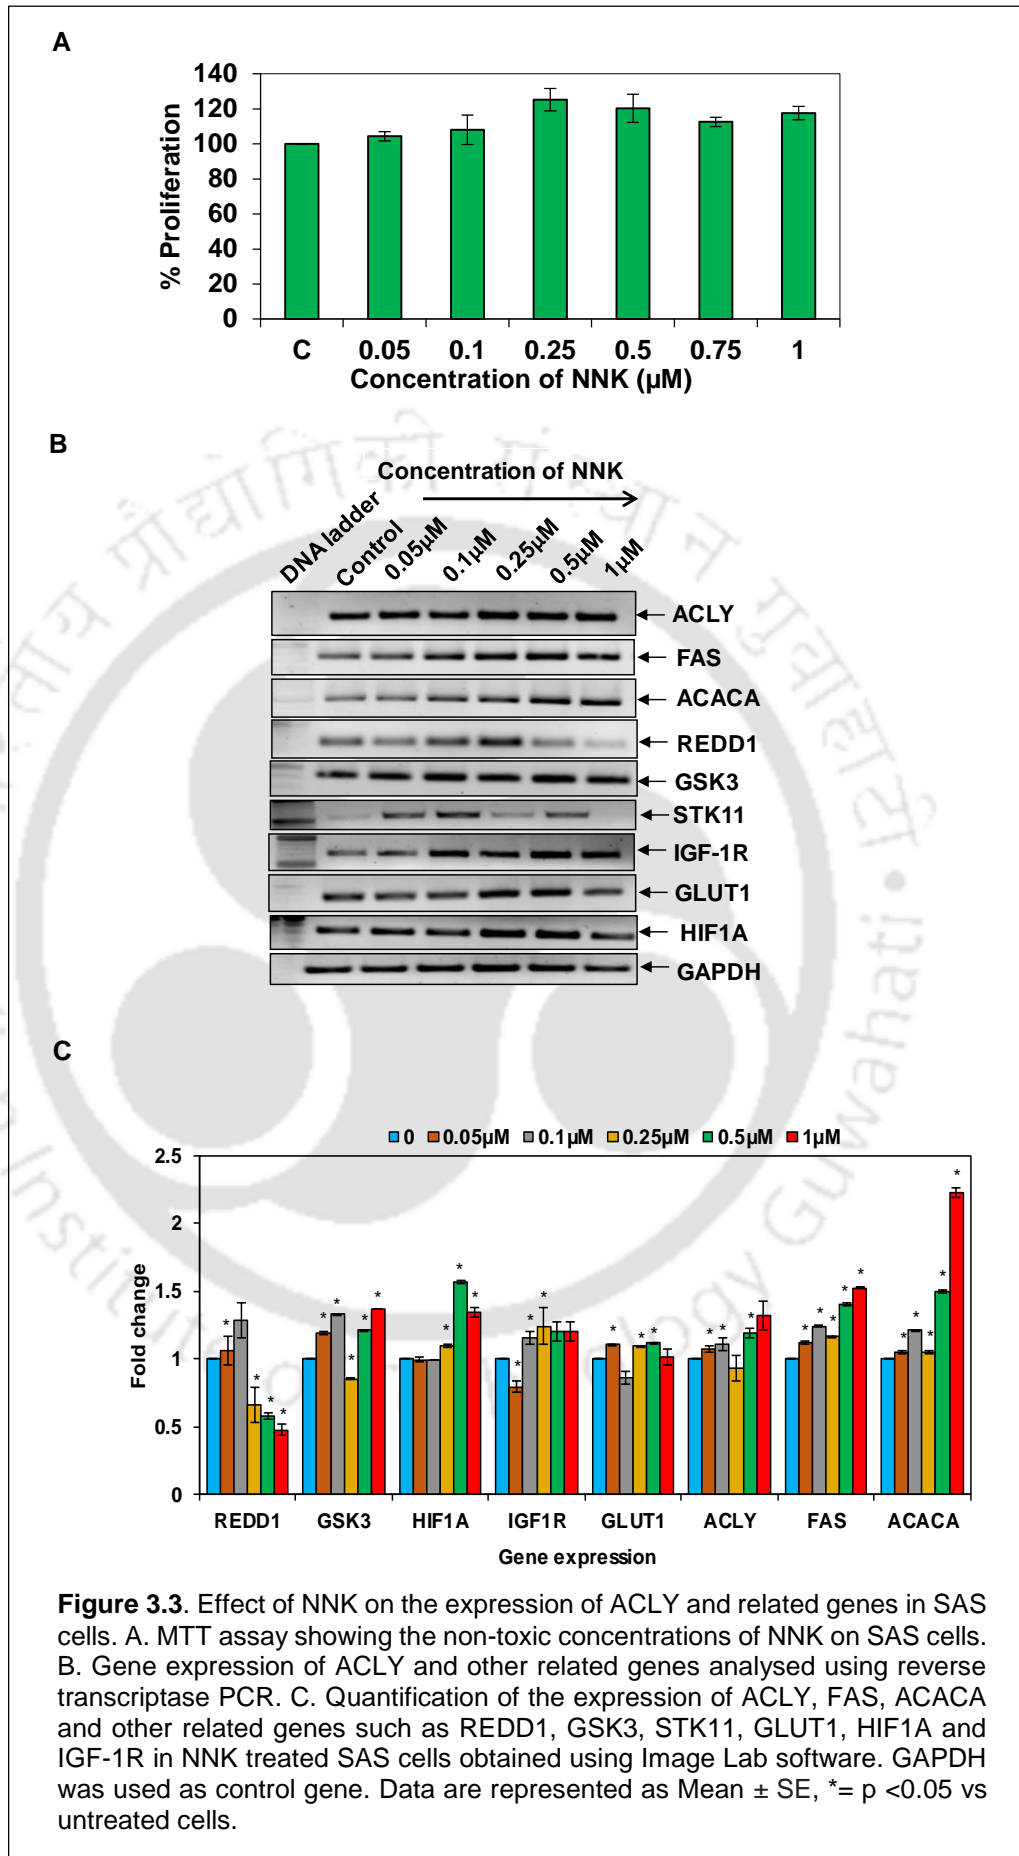 A
140
120
100
80
60
40
20
0
% Proliferation
C 0.05 0.1 0.25 0.5 0.75 1
Concentration of NNK (µM)
B
Concentration of NNK
DNA ladder
Control
0.05µM
0.1µM
0.25µM
0.5µM
1µM
ACLY
FAS
ACACA
REDD1
GSK3
STK11
IGF-1R
GLUT1
HIF1A
GAPDH
C
0 0.05µM 0.1µM 0.25µM 0.5µM 1µM
2.5
2
1.5
1
0.5
0
Fold change
* * * *
* * * * *
* * *
* * *
* * *
* * *
* * * * *
* * * * *
REDD1 GSK3 HIF1A IGF1R GLUT1 ACLY FAS ACACA
Gene expression
Figure 3.3. Effect of NNK on the expression of ACLY and related genes in SAS
cells. A. MTT assay showing the non-toxic concentrations of NNK on SAS cells.
B. Gene expression of ACLY and other related genes analysed using reverse
transcriptase PCR. C. Quantification of the expression of ACLY, FAS, ACACA
and other related genes such as REDD1, GSK3, STK11, GLUT1, HIF1A and
IGF-1R in NNK treated SAS cells obtained using Image Lab software. GAPDH
was used as control gene. Data are represented as Mean ± SE, *= p <0.05 vs
untreated cells.
Guwahati